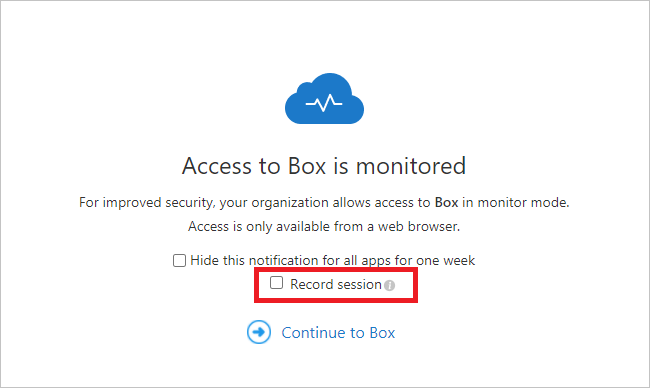 Access to Box is monitored
For improved security, your organization allows access to Box in monitor mode.
Access is only available from a web browser.
Hide this notification for all apps for one week
Record session i
Continue to Box